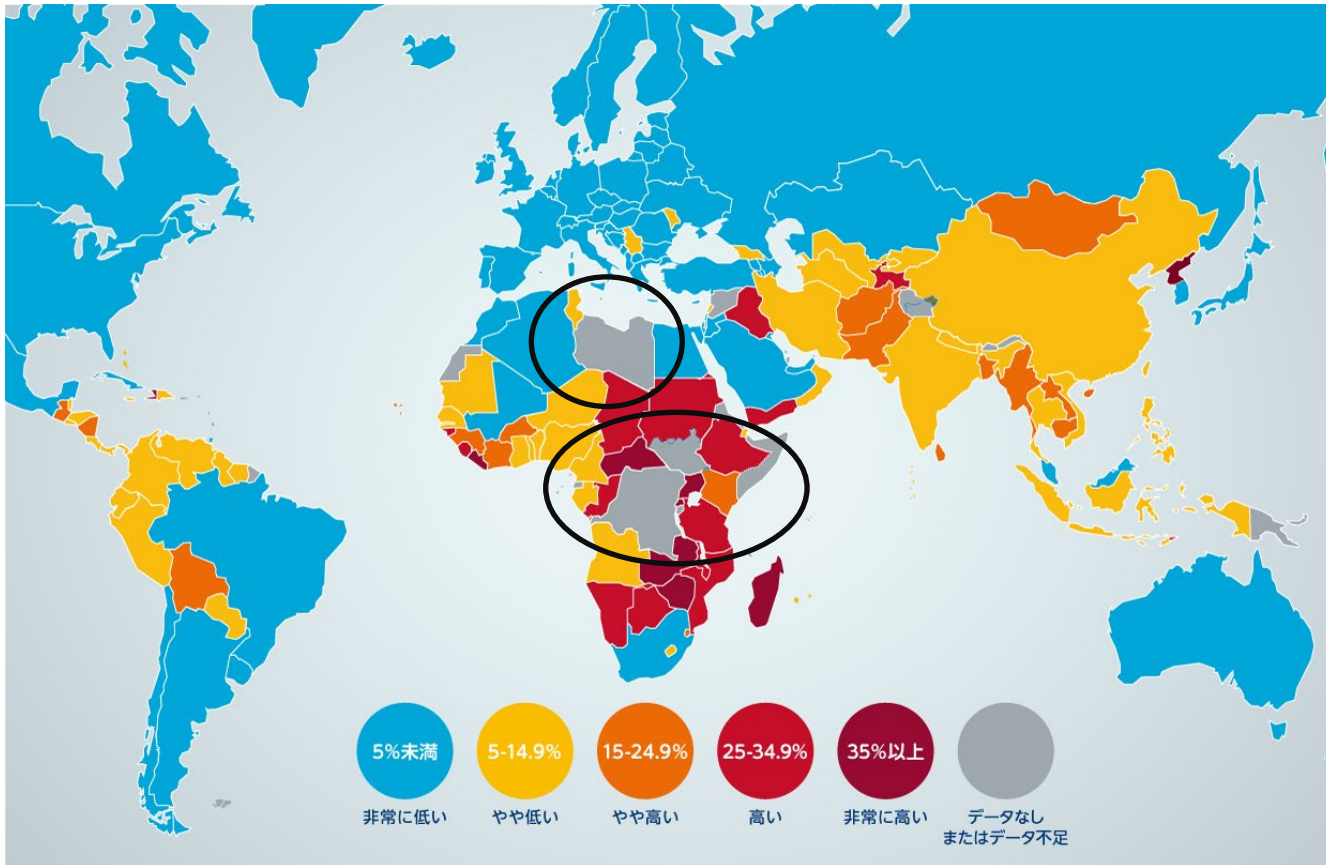 5%未満
5-14.9%
15-24.9%
25-34.9%
35%以上
非常に低い
やや低い
やや高い
高い
非常に高い
データなし
またはデータ不足